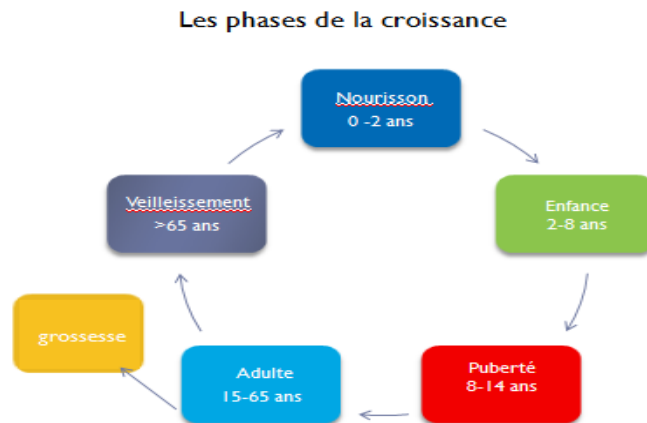 Les phases de la croissance
Nourisson
0 -2 ans
Enfance
2-8 ans
Puberté
8-14 ans
Adulte
15-65 ans
grossesse
Veilleissement
>65 ans